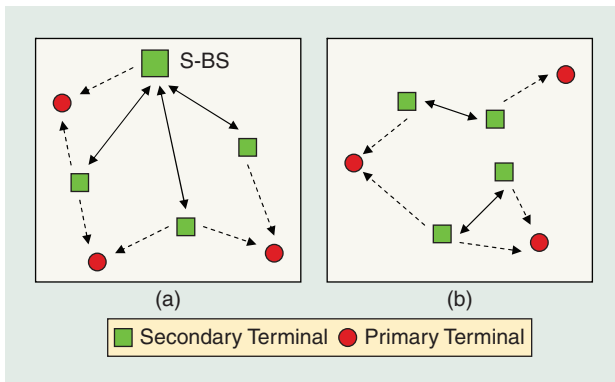 S-BS
(a)
(b)
Secondary Terminal
Primary Terminal